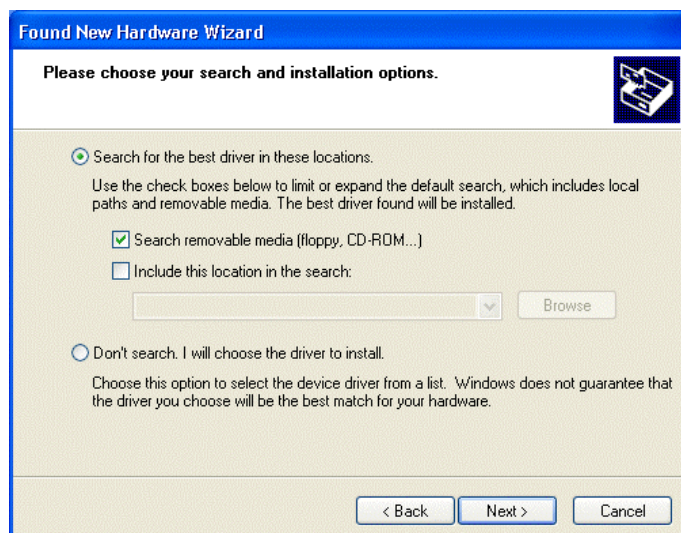 Found New Hardware Wizard
Please choose your search and installation options.
Search for the best driver in these locations.
Use the check boxes below to limit or expand the default search, which includes local
paths and removable media. The best driver found will be installed.
Search removable media (floppy, CD-ROM...)
Include this location in the search:
Browse
Don't search. I will choose the driver to install.
Choose this option to select the device driver from a list. Windows does not guarantee that
the driver you choose will be the best match for your hardware.
< Back Next > Cancel